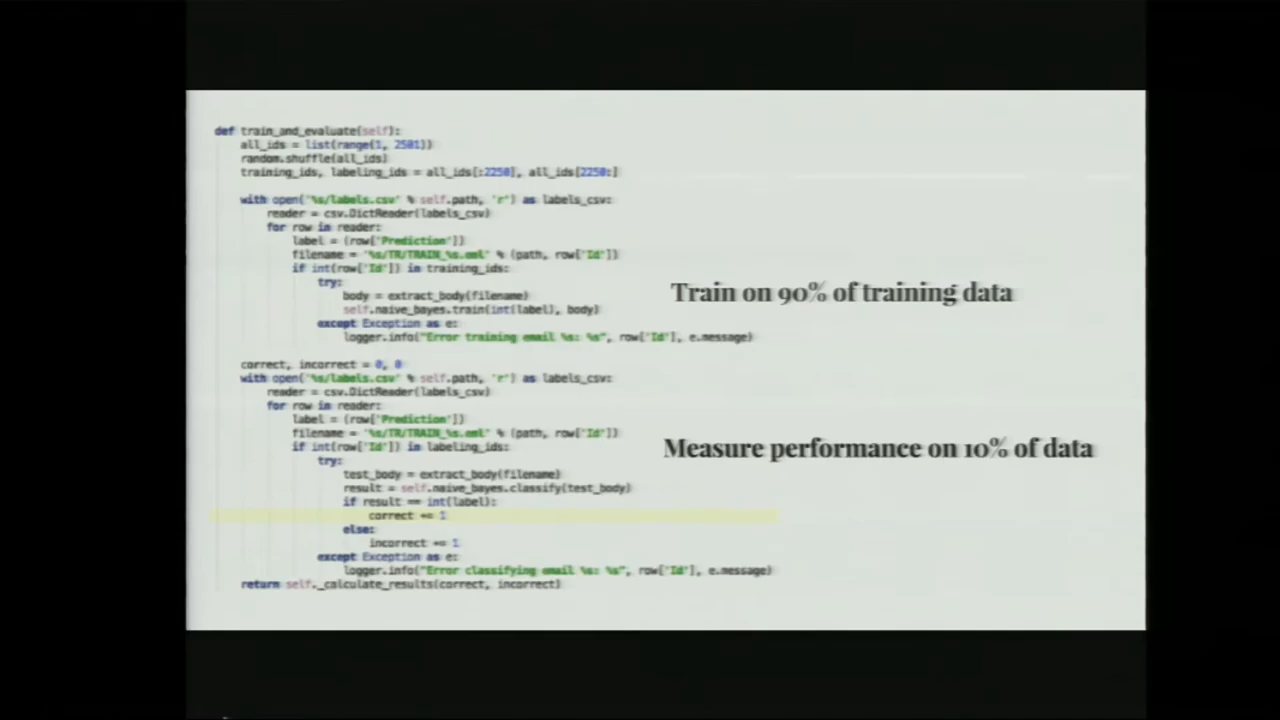 def train_and_evaluate(self):
all_ids = list(range(1, 2501))
random.shuffle(all_ids)
training_ids, labeling_ids = all_ids[:2250], all_ids[2250:]
with open('%s/labels.csv' % self.path, 'r') as labels_csv:
reader = csv.DictReader(labels_csv)
for row in reader:
label = (row['Prediction'])
filename = '%s/TR/TRAIN_%s.eml' % (path, row['Id'])
if int(row['Id']) in training_ids:
try:
body = extract_body(filename)
self.naive_bayes.train(int(label), body)
except Exception as e:
logger.info("Error training email %s: %s", row['Id'], e.message)
Train on 90% of training data
correct, incorrect = 0, 0
with open('%s/labels.csv' % self.path, 'r') as labels_csv:
reader = csv.DictReader(labels_csv)
for row in reader:
label = (row['Prediction'])
filename = '%s/TR/TRAIN_%s.eml' % (path, row['Id'])
if int(row['Id']) in labeling_ids:
try:
test_body = extract_body(filename)
result = self.naive_bayes.classify(test_body)
if result == int(label):
correct += 1
else:
incorrect += 1
except Exception as e:
logger.info("Error classifying email %s: %s", row['Id'], e.message)
return self._calculate_results(correct, incorrect)
Measure performance on 10% of data